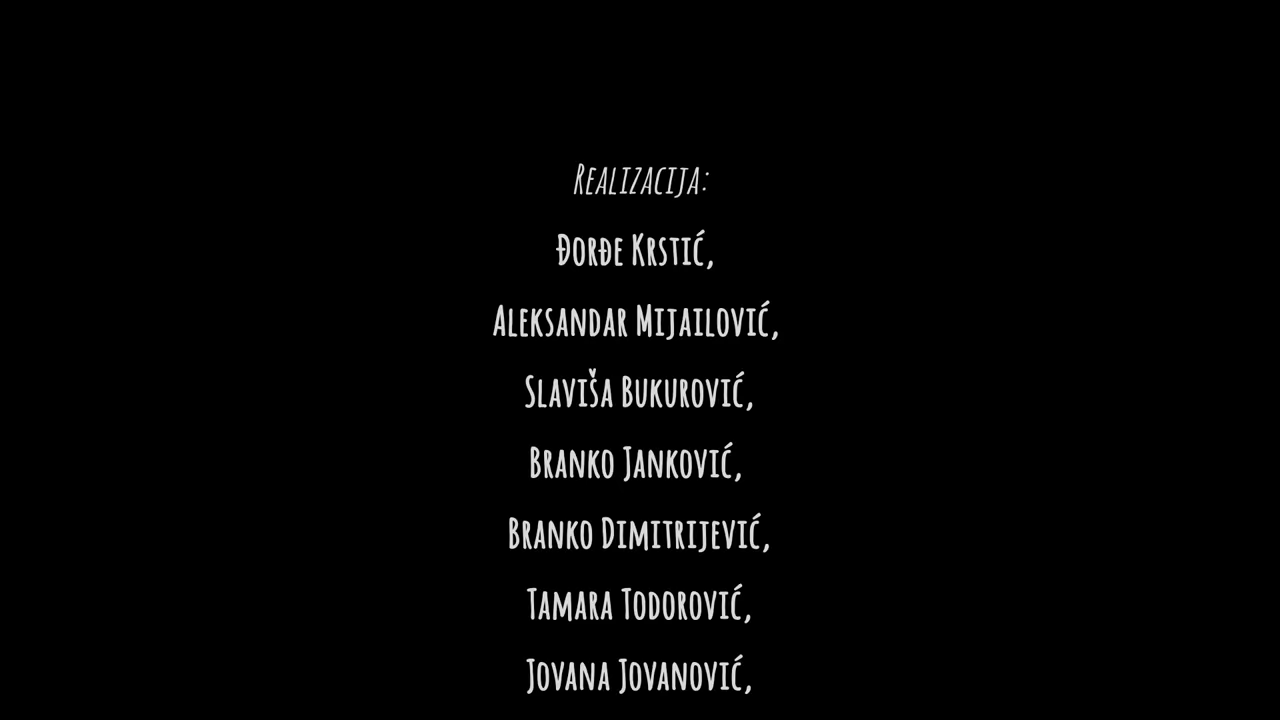 Realizacija:
Đorđe Krstić,
Aleksandar Mijailović,
Slaviša Bukurović,
Branko Janković,
Branko Dimitrijević,
Tamara Todorović,
Jovana Jovanović,